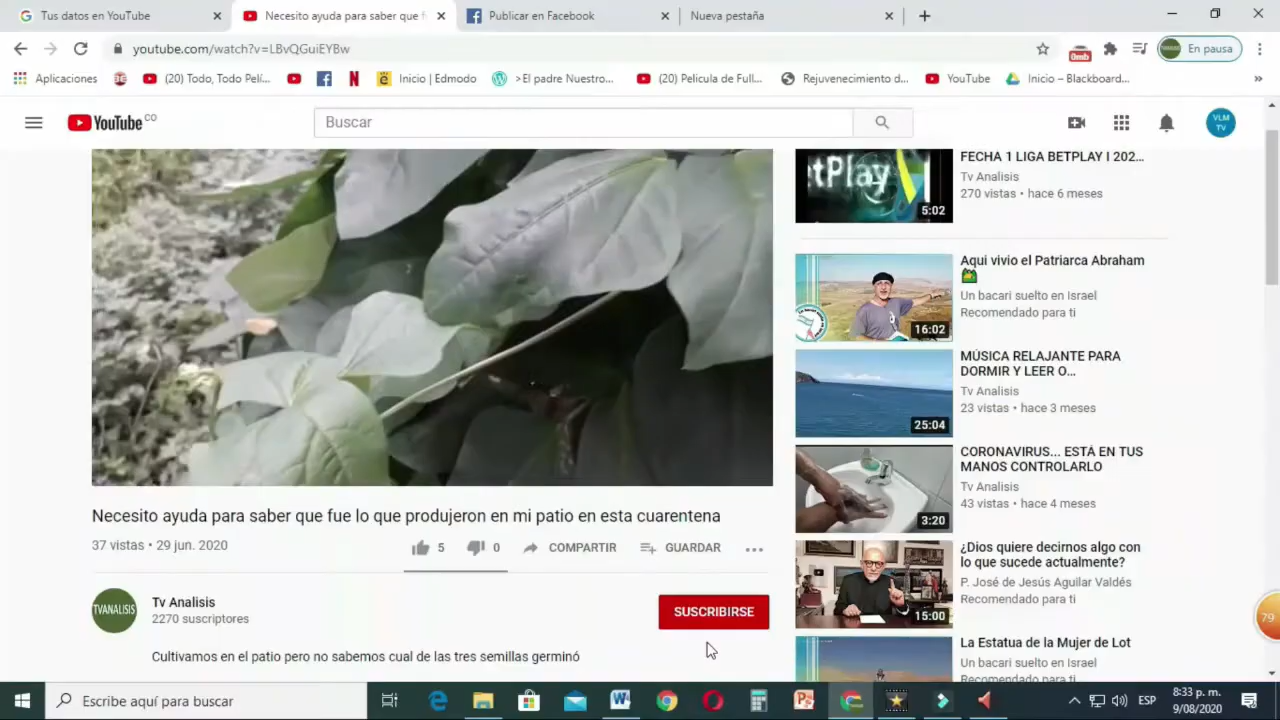 Tus datos en YouTube
Necesito ayuda para saber que f
Publicar en Facebook
Nueva pestaña
youtube.com/watch?v=LBvQGuiEYBw
0mb
En pausa
Aplicaciones
(20) Todo, Todo Pelí...
Inicio | Edmodo
>El padre Nuestro...
(20) Pelicula de Full...
Rejuvenecimiento d...
YouTube
Inicio – Blackboard...
YouTube CO
Buscar
VLM
TV
etPlay
5:02
FECHA 1 LIGA BETPLAY I 202...
Tv Analisis
270 vistas • hace 6 meses
16:02
Aqui vivio el Patriarca Abraham
Un bacari suelto en Israel
Recomendado para ti
25:04
MÚSICA RELAJANTE PARA
DORMIR Y LEER O...
Tv Analisis
23 vistas • hace 3 meses
3:20
CORONAVIRUS... ESTÁ EN TUS
MANOS CONTROLARLO
Tv Analisis
43 vistas • hace 4 meses
15:00
¿Dios quiere decirnos algo con
lo que sucede actualmente?
P. José de Jesús Aguilar Valdés
Recomendado para ti
La Estatua de la Mujer de Lot
Un bacari suelto en Israel
Recomendado para ti
Necesito ayuda para saber que fue lo que produjeron en mi patio en esta cuarentena
37 vistas • 29 jun. 2020
5
0
COMPARTIR
GUARDAR
TVANALISIS
Tv Analisis
2270 suscriptores
SUSCRIBIRSE
Cultivamos en el patio pero no sabemos cual de las tres semillas germinó
79
Escribe aquí para buscar
ESP
8:33 p. m.
9/08/2020